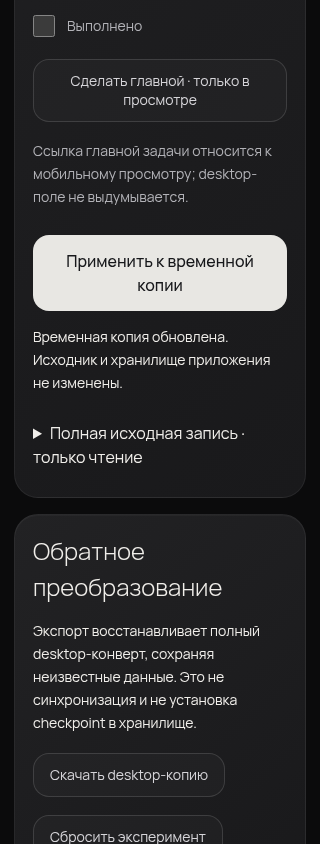 Выполнено
Сделать главной · только в
просмотре
Ссылка главной задачи относится к
мобильному просмотру; desktop-
поле не выдумывается.
Применить к временной
копии
Временная копия обновлена.
Исходник и хранилище приложения
не изменены.
Полная исходная запись ·
только чтение
Обратное
преобразование
Экспорт восстанавливает полный
desktop-конверт, сохраняя
неизвестные данные. Это не
синхронизация и не установка
checkpoint в хранилище.
Скачать desktop-копию
Сбросить эксперимент